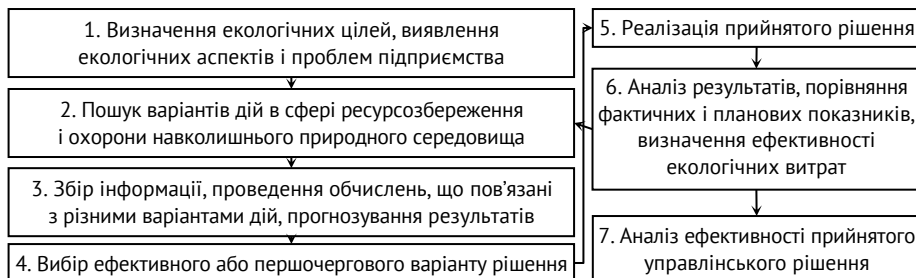 1. Визначення екологічних цілей, виявлення
екологічних аспектів і проблем підприємства
2. Пошук варіантів дій в сфері ресурсозбереження
і охорони навколишнього природного середовища
3. Збір інформації, проведення обчислень, що пов’язані
з різними варіантами дій, прогнозування результатів
4. Вибір ефективного або першочергового варіанту рішення
5. Реалізація прийнятого рішення
6. Аналіз результатів, порівняння
фактичних і планових показників,
визначення ефективності
екологічних витрат
7. Аналіз ефективності прийнятого
управлінського рішення